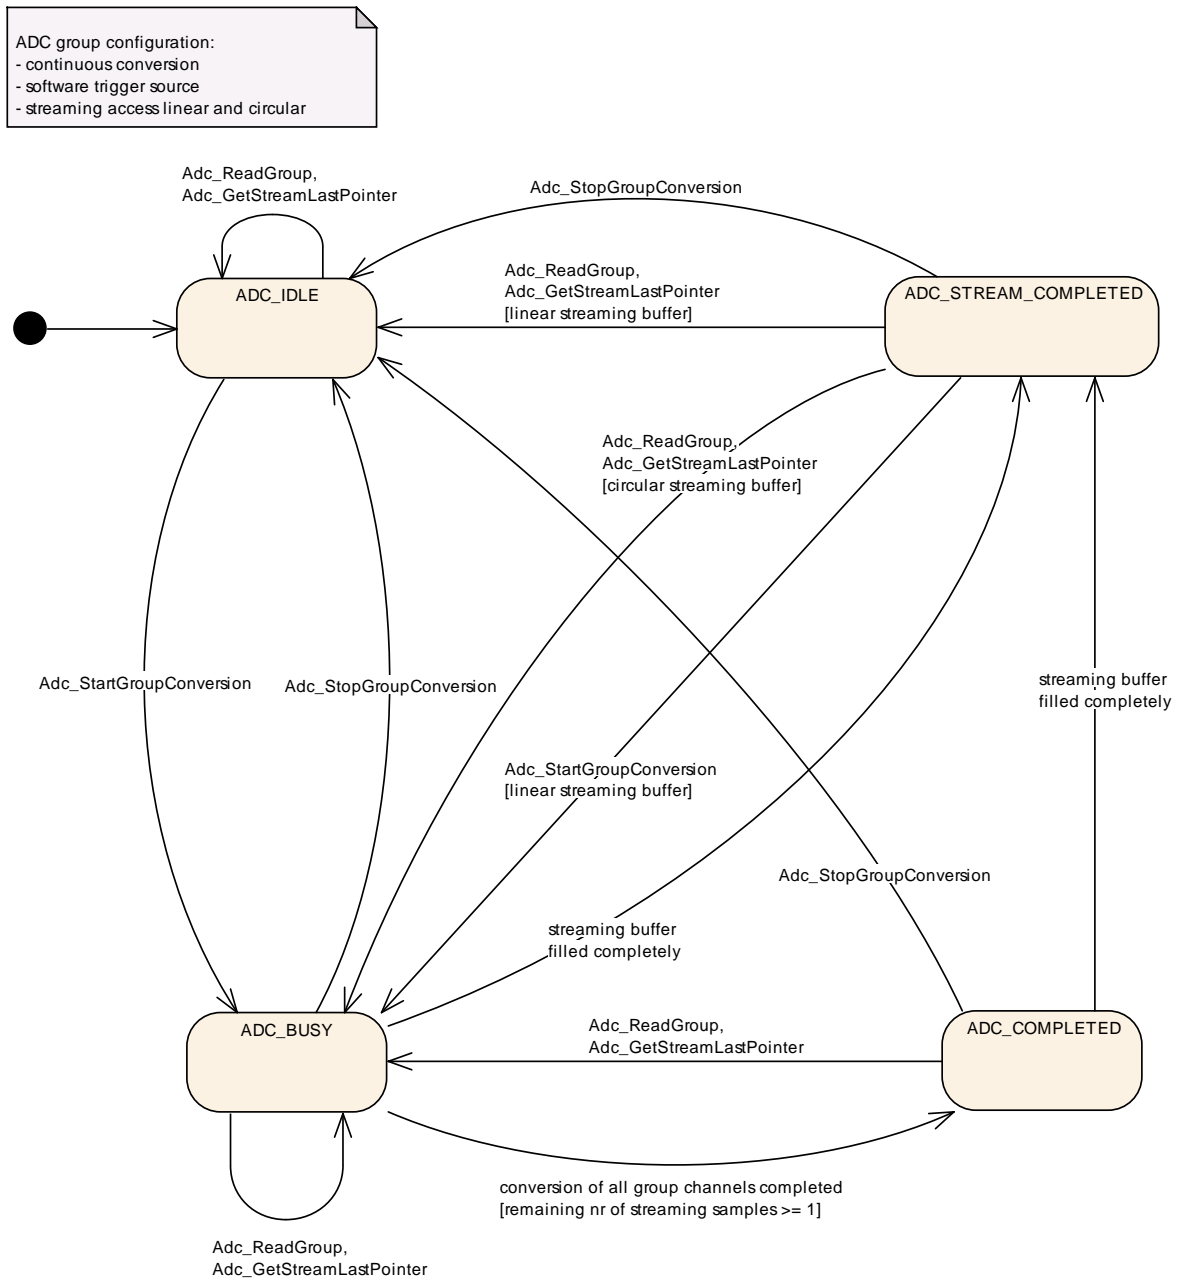 ADC group configuration:
- continuous conversion
- software trigger source
- streaming access linear and circular
Adc_ReadGroup,
Adc_GetStreamLastPointer
Adc_StopGroupConversion
Adc_ReadGroup,
Adc_GetStreamLastPointer
[linear streaming buffer]
ADC_IDLE
ADC_STREAM_COMPLETED
Adc_ReadGroup,
Adc_GetStreamLastPointer
[circular streaming buffer]
Adc_StartGroupConversion
Adc_StopGroupConversion
streaming buffer
filled completely
Adc_StartGroupConversion
[linear streaming buffer]
Adc_StopGroupConversion
streaming buffer
filled completely
ADC_BUSY
Adc_ReadGroup,
Adc_GetStreamLastPointer
ADC_COMPLETED
conversion of all group channels completed
[remaining nr of streaming samples >= 1]
Adc_ReadGroup,
Adc_GetStreamLastPointer